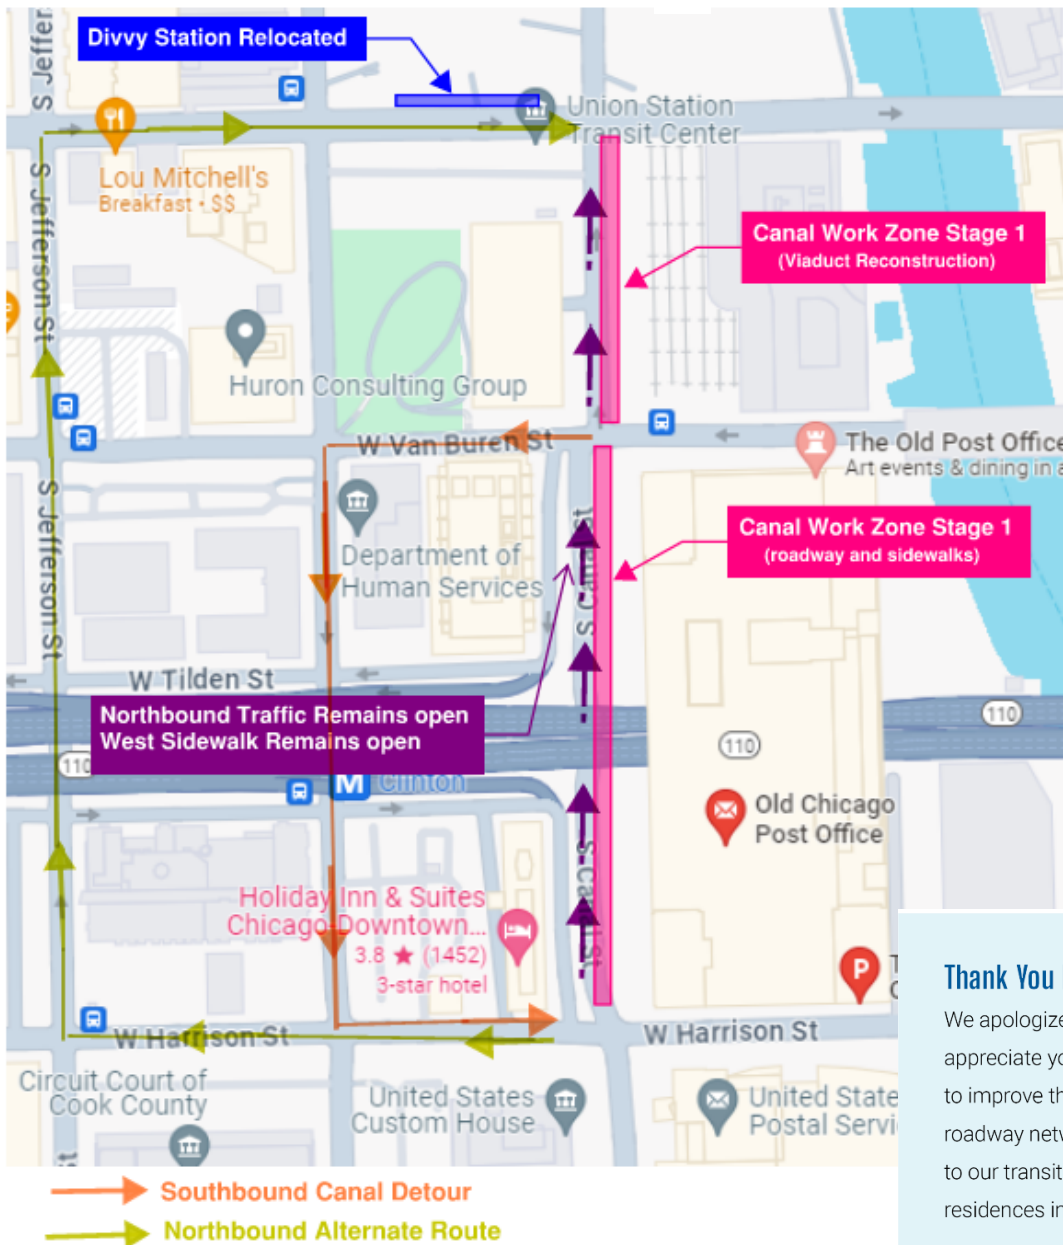 S Jeffer
Divvy Station Relocated
Union Station
Transit Center
Lou Mitchell's
Breakfast • $$
S Jefferson St
Canal Work Zone Stage 1
(Viaduct Reconstruction)
Huron Consulting Group
W Van Buren St
The Old Post Office
Art events & dining in a
S Jefferson St
Department of
Human Services
S Canal St
Canal Work Zone Stage 1
(roadway and sidewalks)
W Tilden St
Northbound Traffic Remains open
West Sidewalk Remains open
110
110
110
M Clinton
Old Chicago
Post Office
S Canal St
Holiday Inn & Suites
Chicago-Downtown...
3.8 ★ (1452)
3-star hotel
P
W Harrison St
W Harrison St
Circuit Court of
Cook County
United States
Custom House
United State
Postal Servi
Thank You
We apologize
appreciate yo
to improve th
roadway netw
to our transit
residences in
Southbound Canal Detour
Northbound Alternate Route